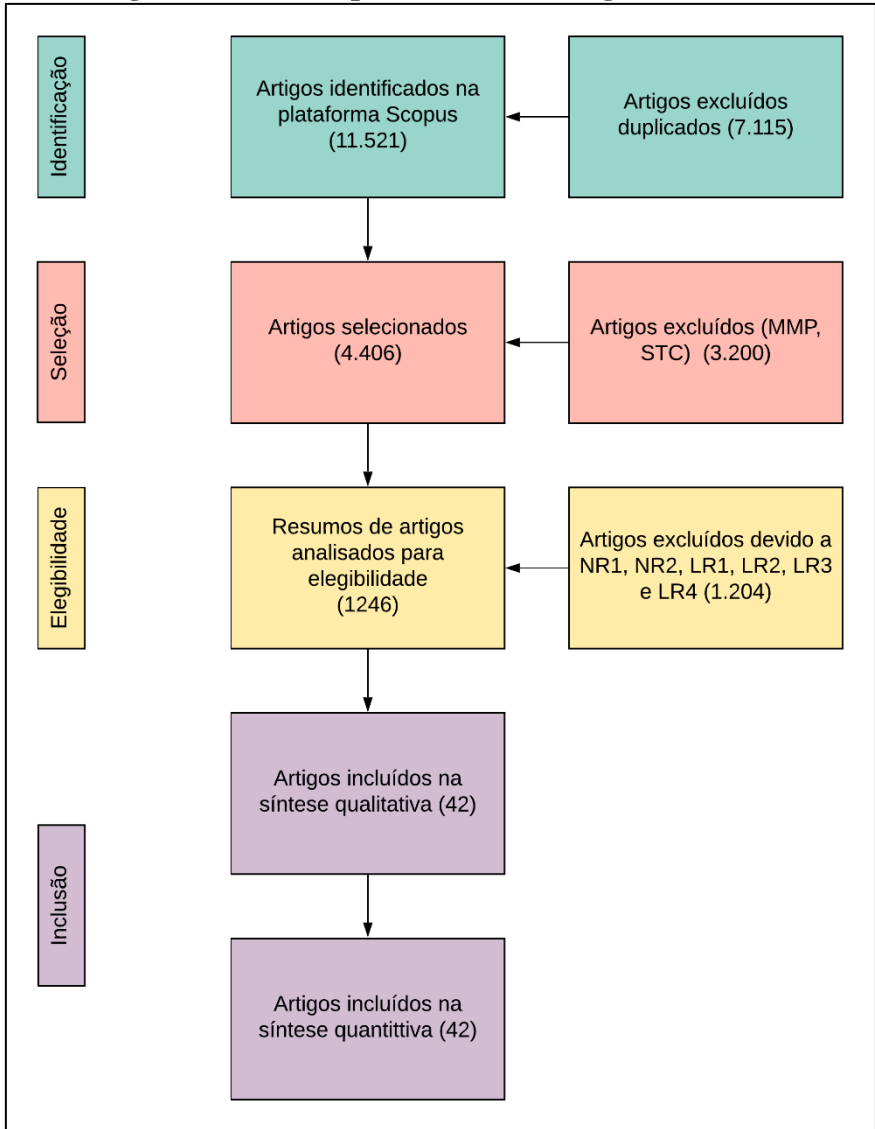 Identificação
Artigos identificados na
plataforma Scopus
(11.521)
Artigos excluídos
duplicados (7.115)
Seleção
Artigos selecionados
(4.406)
Artigos excluídos (MMP,
STC) (3.200)
Elegibilidade
Resumos de artigos
analisados para
elegibilidade
(1246)
Artigos excluídos devido a
NR1, NR2, LR1, LR2, LR3
e LR4 (1.204)
Inclusão
Artigos incluídos na
síntese qualitativa (42)
Artigos incluídos na
síntese quantittiva (42)